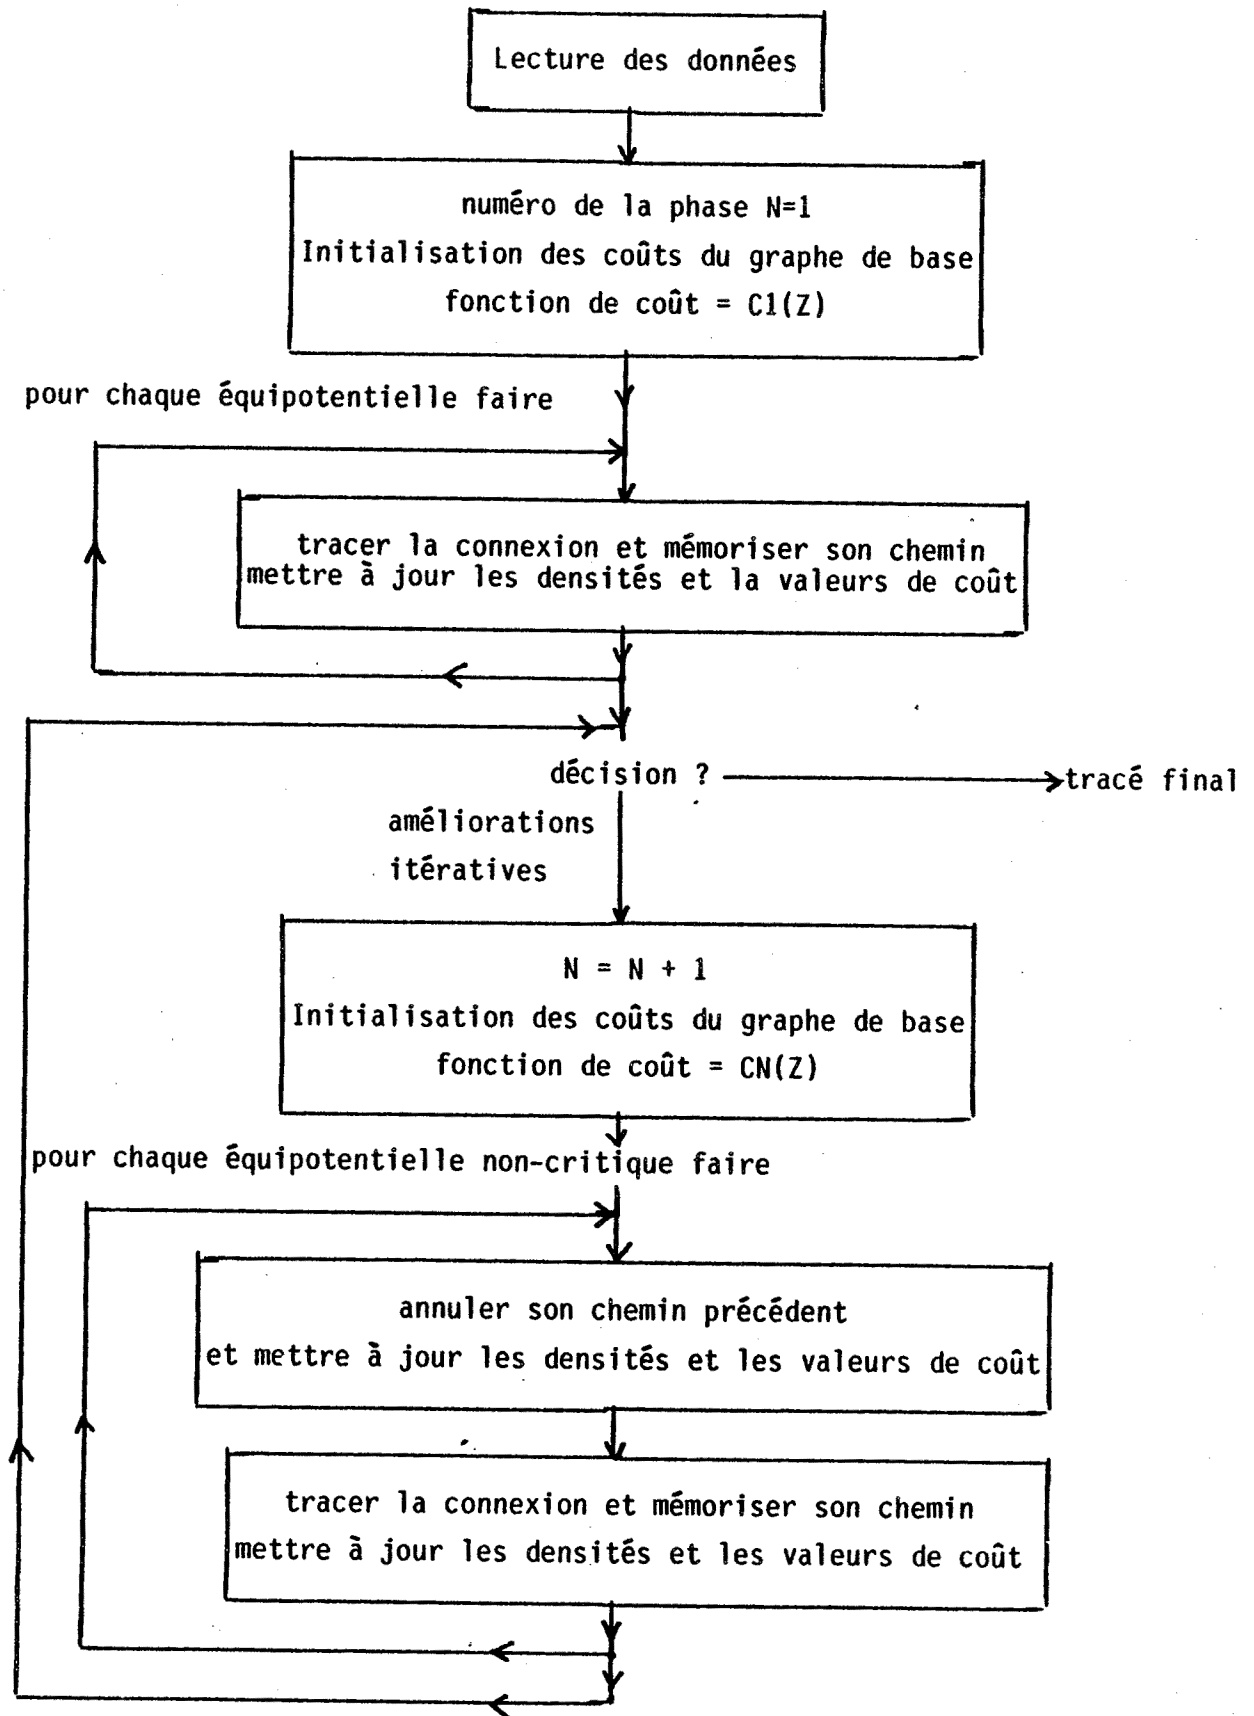 Lecture des données
numéro de la phase N=1
Initialisation des coûts du graphe de base
fonction de coût = C1(Z)
pour chaque équipotentielle faire
tracer la connexion et mémoriser son chemin
mettre à jour les densités et la valeurs de coût
décision ?
tracé final
améliorations
itératives
N = N + 1
Initialisation des coûts du graphe de base
fonction de coût = CN(Z)
pour chaque équipotentielle non-critique faire
annuler son chemin précédent
et mettre à jour les densités et les valeurs de coût
tracer la connexion et mémoriser son chemin
mettre à jour les densités et les valeurs de coût